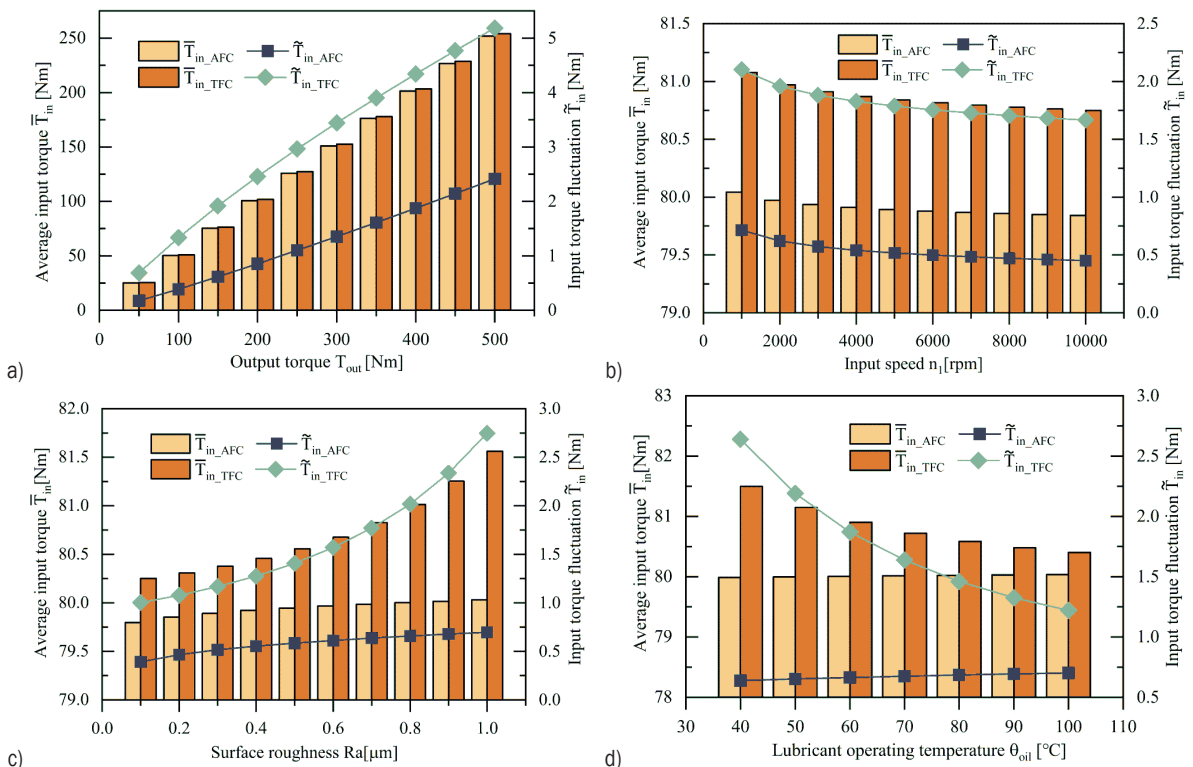 T̅in_AFC T̃in_AFC
T̅in_TFC T̃in_TFC
Average input torque T̅in [Nm]
0 50 100 150 200 250
Input torque fluctuation T̃in [Nm]
0 1 2 3 4 5
0 100 200 300 400 500
Output torque Tout [Nm]
a)
T̅in_AFC T̃in_AFC
T̅in_TFC T̃in_TFC
Average input torque T̅in [Nm]
79.0 79.5 80.0 80.5 81.0 81.5
Input torque fluctuation T̃in [Nm]
0.0 0.5 1.0 1.5 2.0 2.5
0 2000 4000 6000 8000 10000
Input speed n1[rpm]
b)
T̅in_AFC T̃in_AFC
T̅in_TFC T̃in_TFC
Average input torque T̅in[Nm]
79.0 79.5 80.0 80.5 81.0 81.5 82.0
Input torque fluctuation T̃in [Nm]
0.0 0.5 1.0 1.5 2.0 2.5 3.0
0.2 0.4 0.6 0.8 1.0
Surface roughness Ra[μm]
c)
T̅in_AFC T̃in_AFC
T̅in_TFC T̃in_TFC
Average input torque T̅in [Nm]
78 79 80 81 82 83
Input torque fluctuation T̃in [Nm]
0.5 1.0 1.5 2.0 2.5 3.0
30 40 50 60 70 80 90 100 110
Lubricant operating temperature θoil [℃]
d)